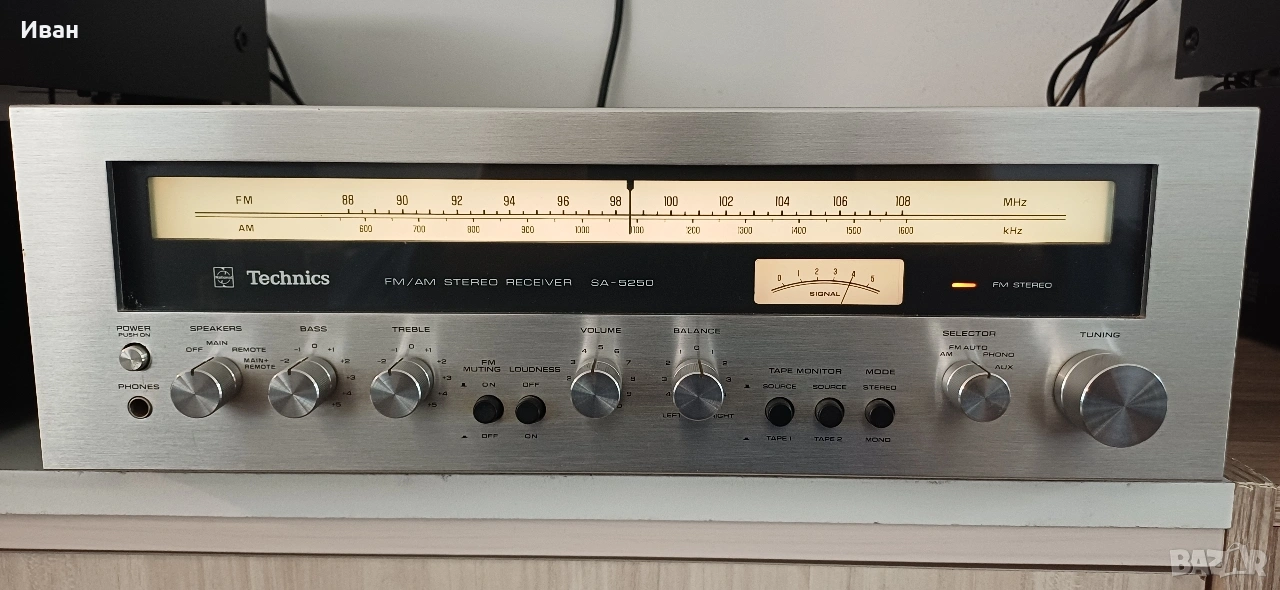 Иван
FM 88 90 92 94 96 98 100 102 104 106 108 MHz
AM 600 700 800 900 1000 1100 1200 1300 1400 1500 1600 kHz
National Technics FM/AM STEREO RECEIVER SA-5250
0 1 2 3 4 5
SIGNAL
FM STEREO
POWER
PUSH ON
PHONES
SPEAKERS
OFF MAIN REMOTE MAIN+
REMOTE
BASS
-2 -1 0 +1 +2 +3 +4 +5
TREBLE
-2 -1 0 +1 +2 +3 +4 +5
FM
MUTING
ON
OFF
LOUDNESS
OFF
ON
VOLUME
2 3 4 5 6 7 8
BALANCE
4 3 2 1 0 1 2 3
LEFT RIGHT
TAPE MONITOR
SOURCE SOURCE
TAPE 1 TAPE 2
MODE
STEREO
MONO
SELECTOR
AM FM AUTO PHONO AUX
TUNING
BAZAR